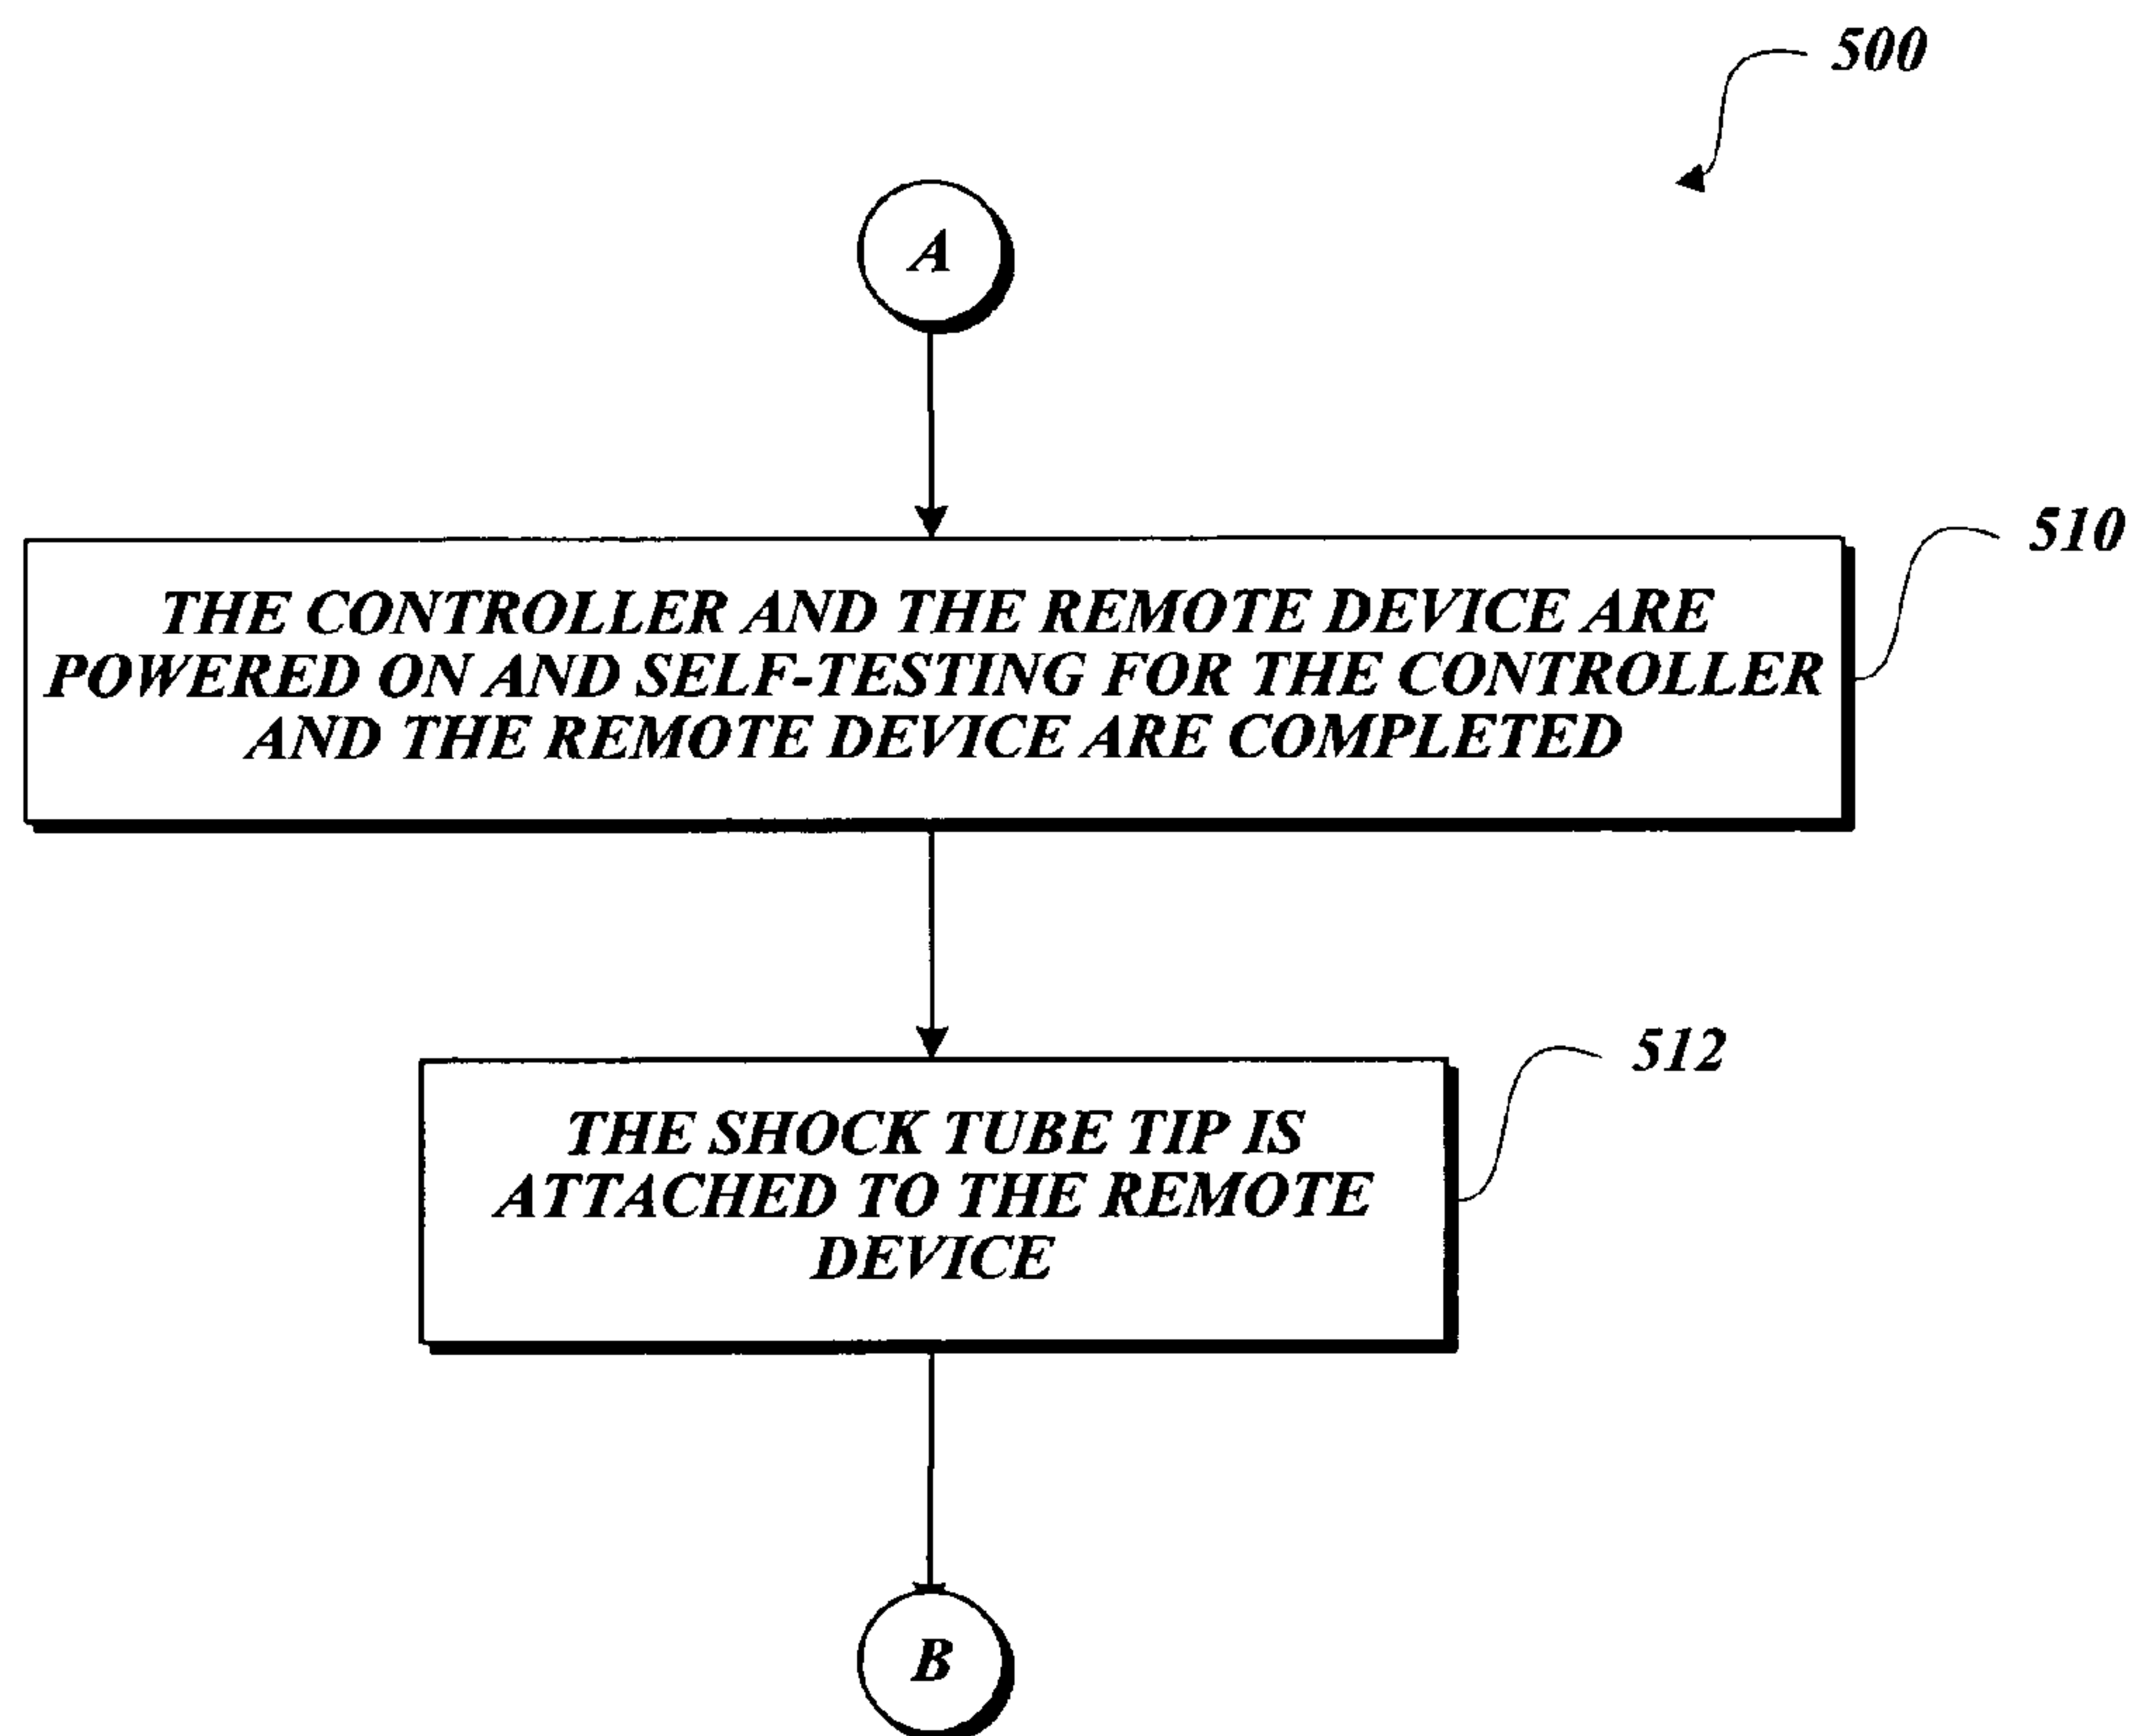 500
A
510
THE CONTROLLER AND THE REMOTE DEVICE ARE
POWERED ON AND SELF-TESTING FOR THE CONTROLLER
AND THE REMOTE DEVICE ARE COMPLETED
512
THE SHOCK TUBE TIP IS
ATTACHED TO THE REMOTE
DEVICE
B